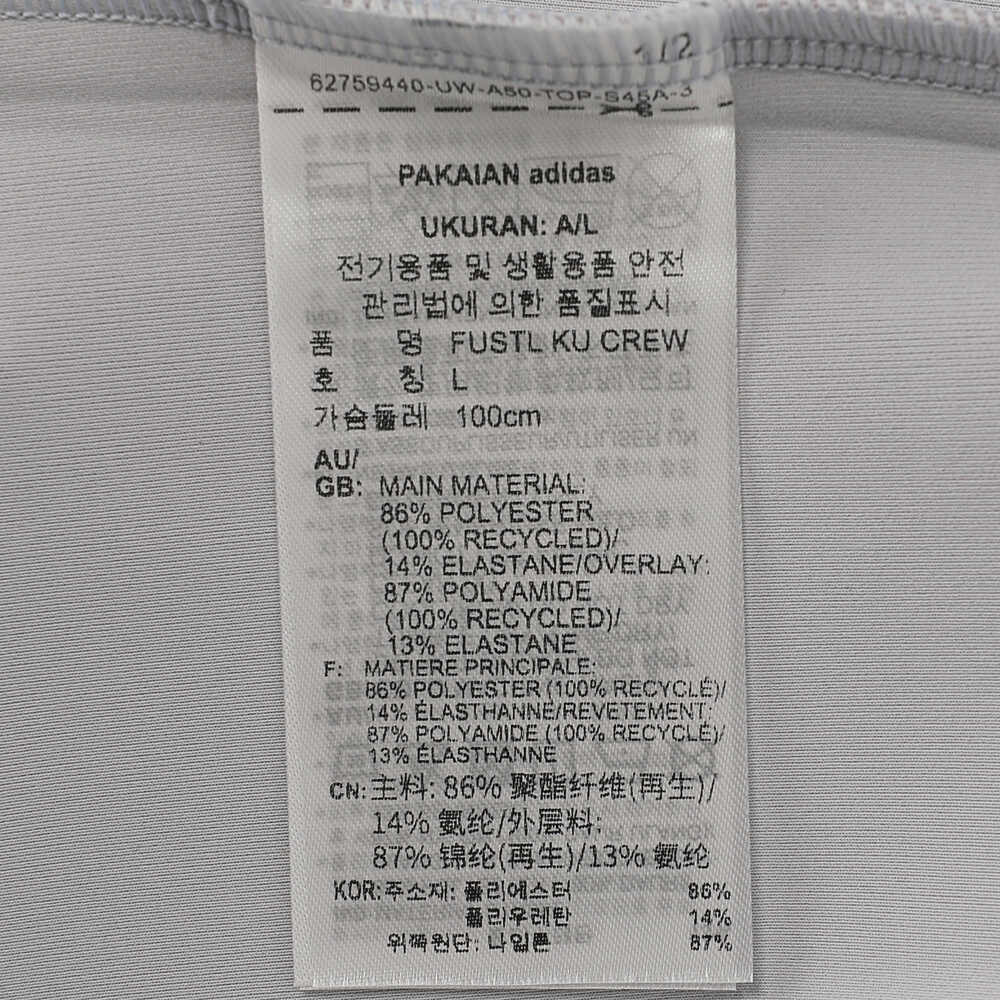 1/2
62759440-UW-A50-TOP-S45A-3
PAKAIAN adidas
UKURAN: A/L
전기용품 및 생활용품 안전
관리법에 의한 품질표시
품 명 FUSTL KU CREW
호 칭 L
가슴둘레 100cm
AU/
GB: MAIN MATERIAL:
86% POLYESTER
(100% RECYCLED)/
14% ELASTANE/OVERLAY:
87% POLYAMIDE
(100% RECYCLED)/
13% ELASTANE
F: MATIERE PRINCIPALE:
86% POLYESTER (100% RECYCLÉ)/
14% ÉLASTHANNE/REVETEMENT:
87% POLYAMIDE (100% RECYCLÉ)/
13% ÉLASTHANNE
CN: 主料: 86% 聚酯纤维(再生)/
14% 氨纶/外层料:
87% 锦纶(再生)/13% 氨纶
KOR: 주소재: 폴리에스터 86%
폴리우레탄 14%
위쪽원단: 나일론 87%